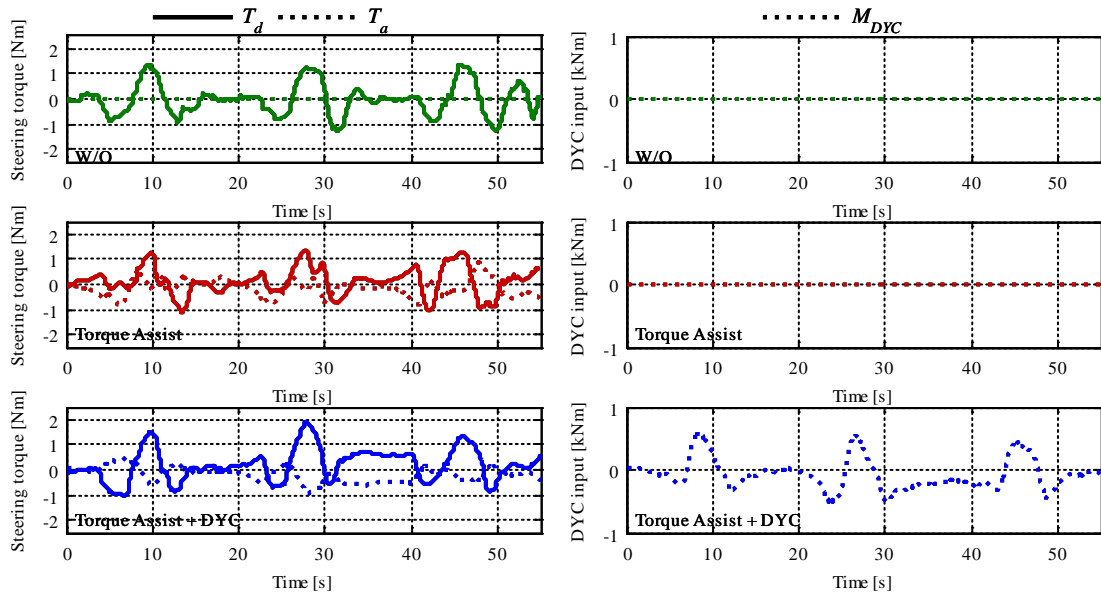 T_d T_a
M_DYC
Steering torque [Nm]
2
1
0
-1
-2
W/O
0 10 20 30 40 50
Time [s]
DYC input [kNm]
1
0
-1
W/O
0 10 20 30 40 50
Time [s]
Steering torque [Nm]
2
1
0
-1
-2
Torque Assist
0 10 20 30 40 50
Time [s]
DYC input [kNm]
1
0
-1
Torque Assist
0 10 20 30 40 50
Time [s]
Steering torque [Nm]
2
1
0
-1
-2
Torque Assist + DYC
0 10 20 30 40 50
Time [s]
DYC input [kNm]
1
0
-1
Torque Assist + DYC
0 10 20 30 40 50
Time [s]